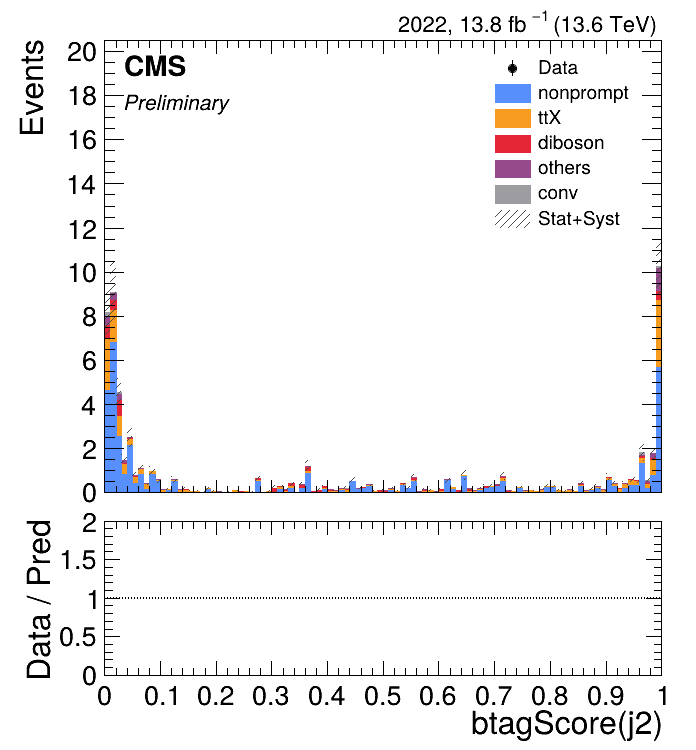 2022, 13.8 fb⁻¹ (13.6 TeV)
CMS
Preliminary
Events
20
18
16
14
12
10
8
6
4
2
0
Data
nonprompt
ttX
diboson
others
conv
Stat+Syst
Data / Pred
2
1.5
1
0.5
0
0 0.1 0.2 0.3 0.4 0.5 0.6 0.7 0.8 0.9 1
btagScore(j2)